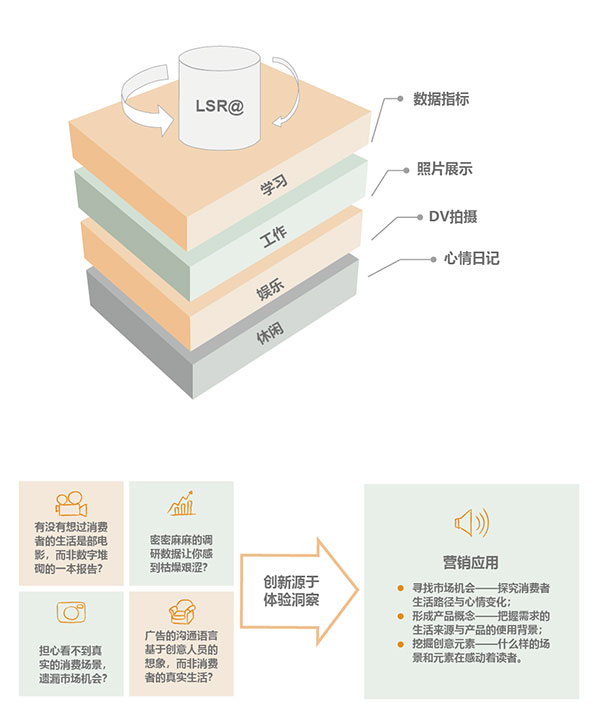 LSR@
数据指标
学习
照片展示
工作
DV拍摄
娱乐
心情日记
休闲
有没有想过消费
者的生活是部电
影，而非数字堆
砌的一本报告？
密密麻麻的调
研数据让你感
到枯燥艰涩？
担心看不到真
实的消费场景，
遗漏市场机会？
广告的沟通语言
基于创意人员的
想象，而非消费
者的真实生活？
创新源于
体验洞察
营销应用
● 寻找市场机会——探究消费者
生活路径与心情变化；
● 形成产品概念——把握需求的
生活来源与产品的使用背景；
● 挖掘创意元素——什么样的场
景和元素在感动着读者。